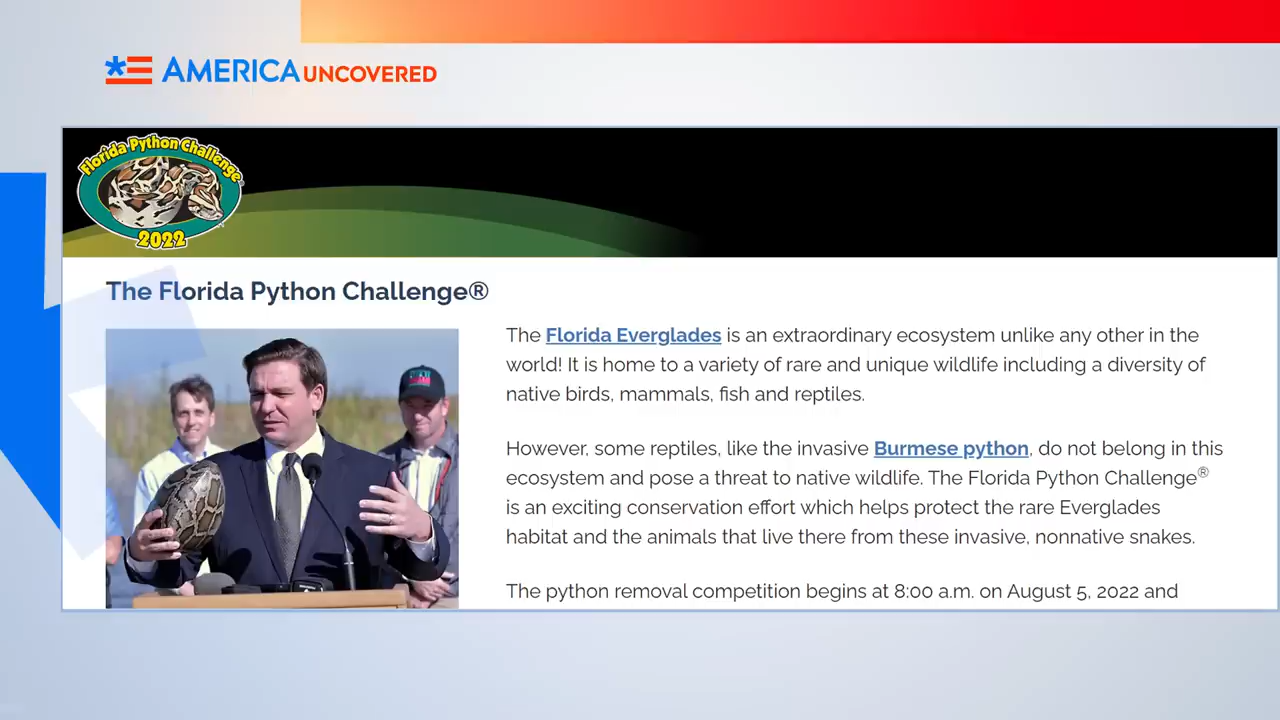 AMERICA UNCOVERED
Florida Python Challenge
2022
The Florida Python Challenge®
The Florida Everglades is an extraordinary ecosystem unlike any other in the
world! It is home to a variety of rare and unique wildlife including a diversity of
native birds, mammals, fish and reptiles.
However, some reptiles, like the invasive Burmese python, do not belong in this
ecosystem and pose a threat to native wildlife. The Florida Python Challenge®
is an exciting conservation effort which helps protect the rare Everglades
habitat and the animals that live there from these invasive, nonnative snakes.
The python removal competition begins at 8:00 a.m. on August 5, 2022 and